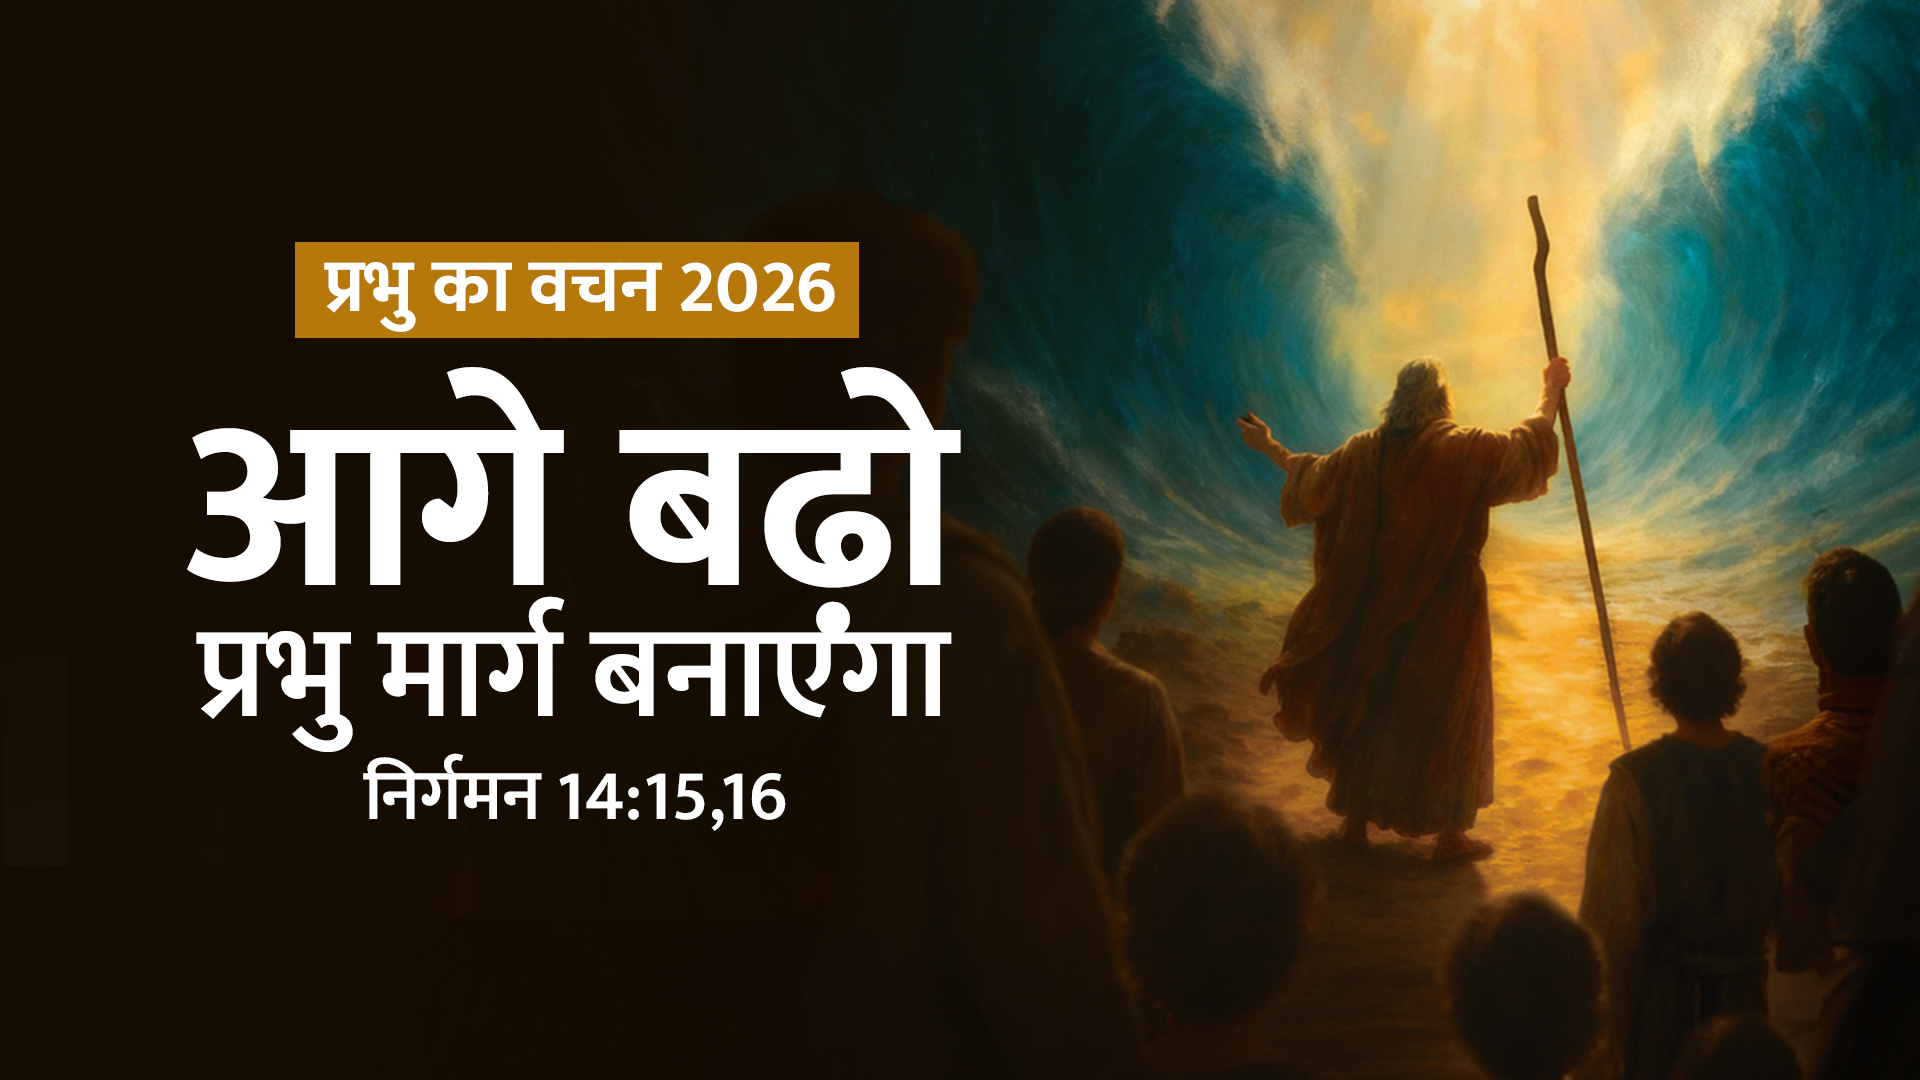 प्रभु का वचन 2026
आगे बढ़ो
प्रभु मार्ग बनाएंगा
निर्गमन 14:15,16